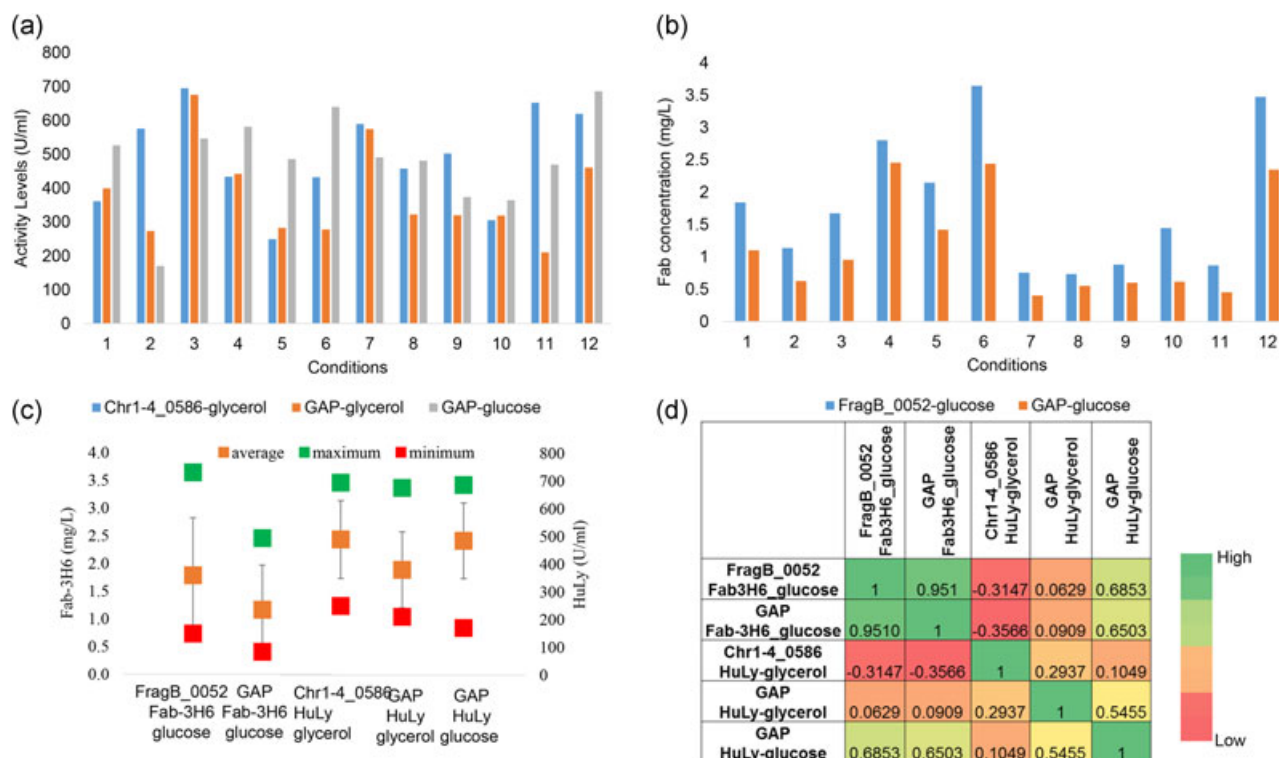 (a)
800
700
600
500
400
300
200
100
0
Activity Levels (U/ml)
1 2 3 4 5 6 7 8 9 10 11 12
Conditions
Chr1-4_0586-glycerol GAP-glycerol GAP-glucose
(b)
4
3.5
3
2.5
2
1.5
1
0.5
0
Fab concentration (mg/L)
1 2 3 4 5 6 7 8 9 10 11 12
Conditions
FragB_0052-glucose GAP-glucose
(c)
average maximum minimum
4.0
3.5
3.0
2.5
2.0
1.5
1.0
0.5
0.0
Fab-3H6 (mg/L)
800
700
600
500
400
300
200
100
0
HuLy (U/ml)
FragB_0052
Fab-3H6
glucose
GAP
Fab-3H6
glucose
Chr1-4_0586
HuLy
glycerol
GAP
HuLy
glycerol
GAP
HuLy
glucose
(d)
FragB_0052
Fab3H6_glucose
GAP
Fab3H6_glucose
Chr1-4_0586
HuLy-glycerol
GAP
HuLy-glycerol
GAP
HuLy-glucose
FragB_0052
Fab3H6_glucose
1 0.951 -0.3147 0.0629 0.6853
GAP
Fab-3H6_glucose
0.9510 1 -0.3566 0.0909 0.6503
Chr1-4_0586
HuLy-glycerol
-0.3147 -0.3566 1 0.2937 0.1049
GAP
HuLy-glycerol
0.0629 0.0909 0.2937 1 0.5455
GAP
HuLy-glucose
0.6853 0.6503 0.1049 0.5455 1
High
Low